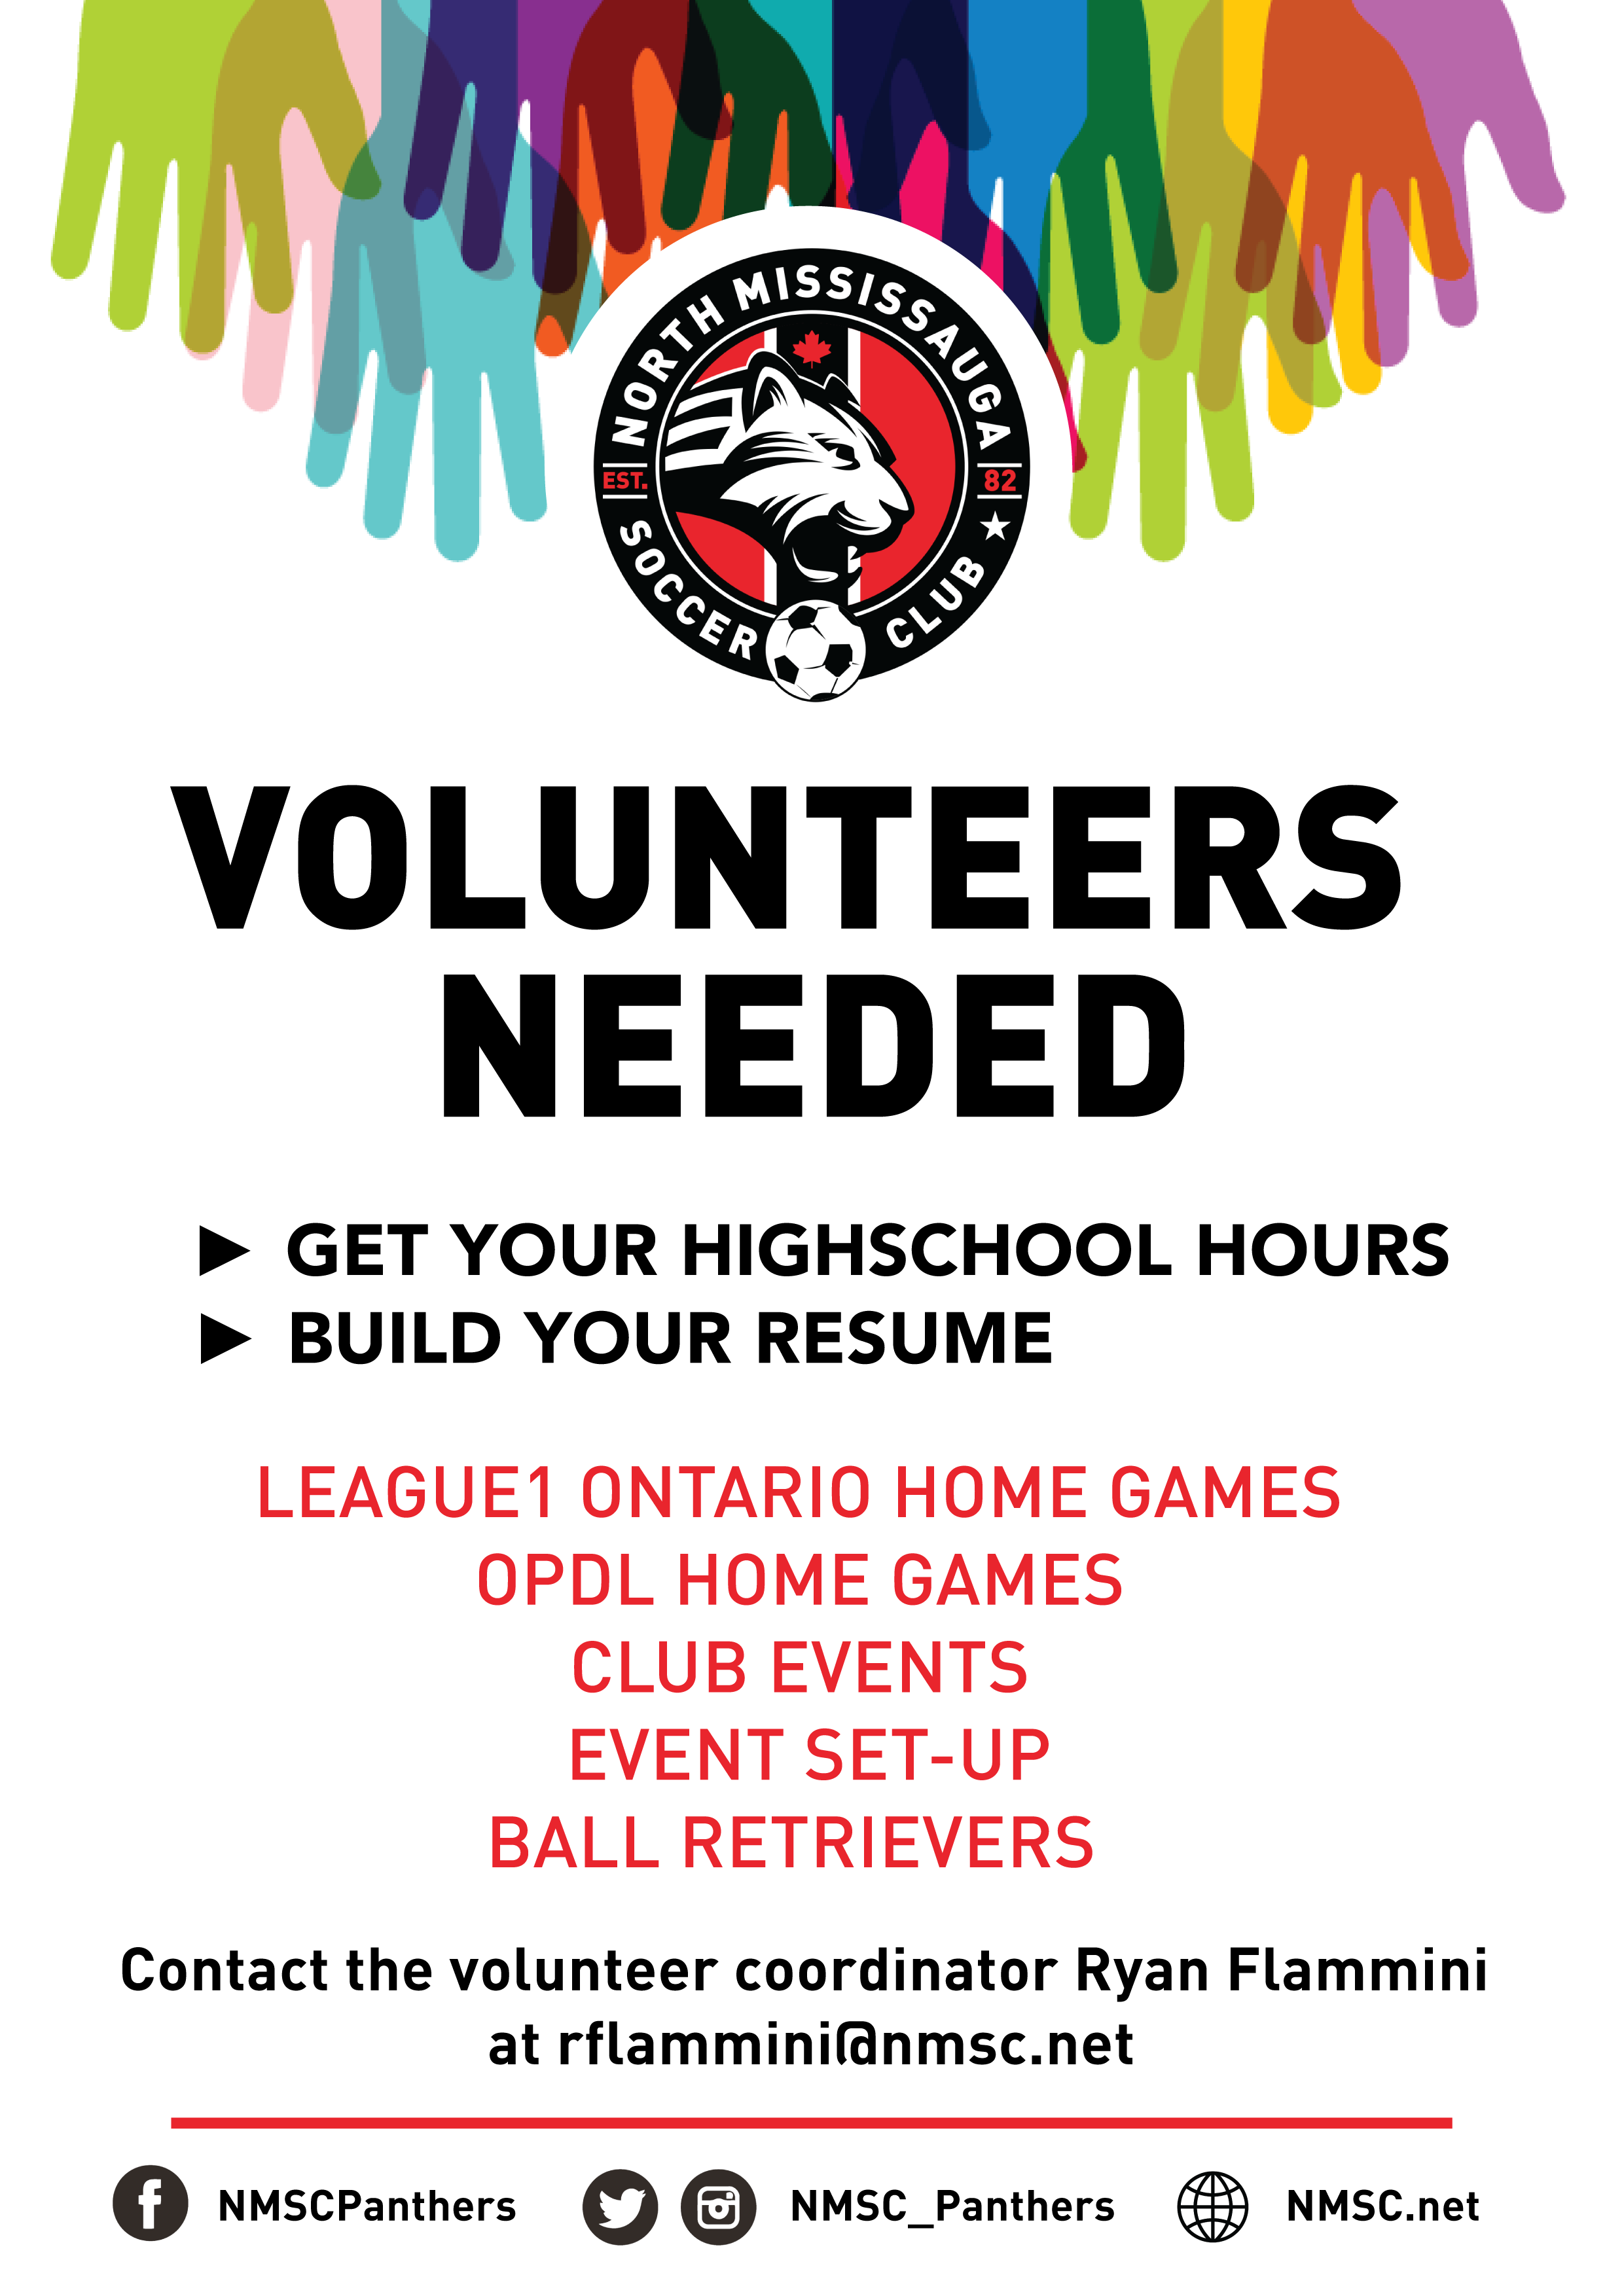 NORTH MISSISSAUGA
EST. 82
SOCCER CLUB
VOLUNTEERS
NEEDED
► GET YOUR HIGHSCHOOL HOURS
► BUILD YOUR RESUME
LEAGUE1 ONTARIO HOME GAMES
OPDL HOME GAMES
CLUB EVENTS
EVENT SET-UP
BALL RETRIEVERS
Contact the volunteer coordinator Ryan Flammini
at rflammini@nmsc.net
NMSCPanthers NMSC_Panthers NMSC.net